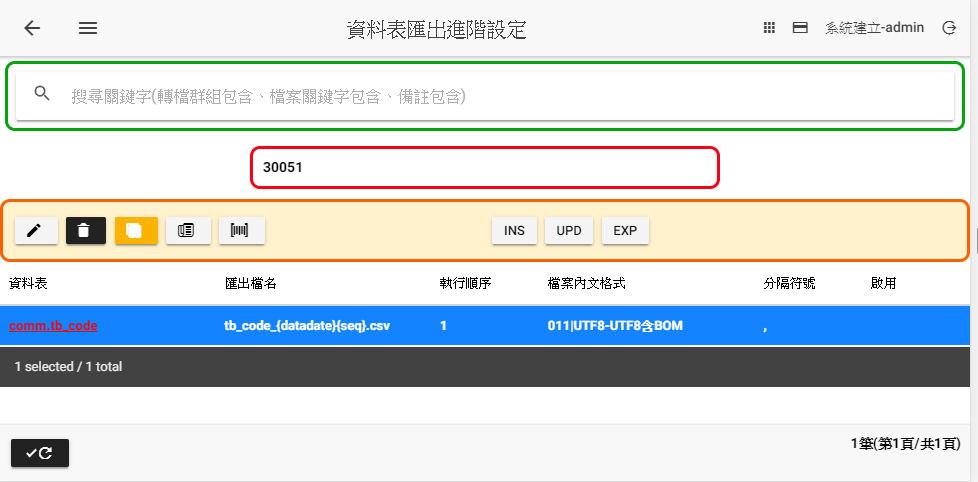 資料表匯出進階設定
系統建立-admin
搜尋關鍵字(轉檔群組包含、檔案關鍵字包含、備註包含)
30051
INS UPD EXP
資料表 匯出檔名 執行順序 檔案內文格式 分隔符號 啟用
comm.tb_code tb_code_{datadate}{seq}.csv 1 011|UTF8-UTF8含BOM ,
1 selected / 1 total
1筆(第1頁/共1頁)